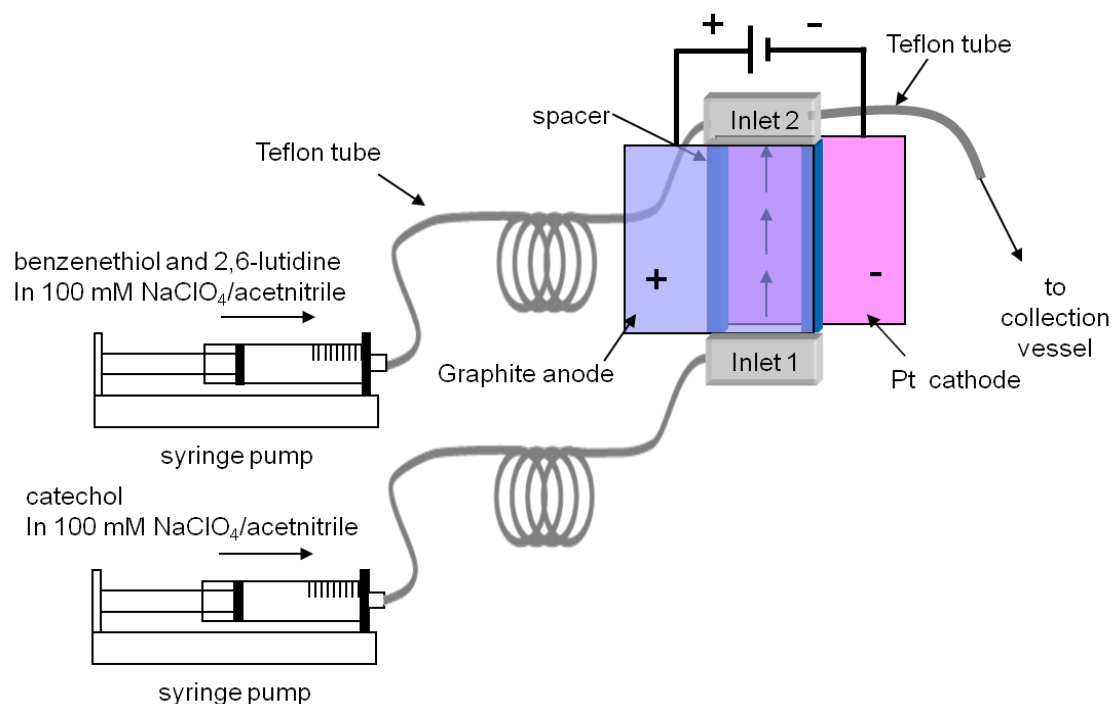 + -
Teflon tube
spacer
Inlet 2
Teflon tube
benzenethiol and 2,6-lutidine
In 100 mM NaClO₄/acetnitrile
+
-
to
collection
vessel
Graphite anode
Inlet 1
Pt cathode
syringe pump
catechol
In 100 mM NaClO₄/acetnitrile
syringe pump